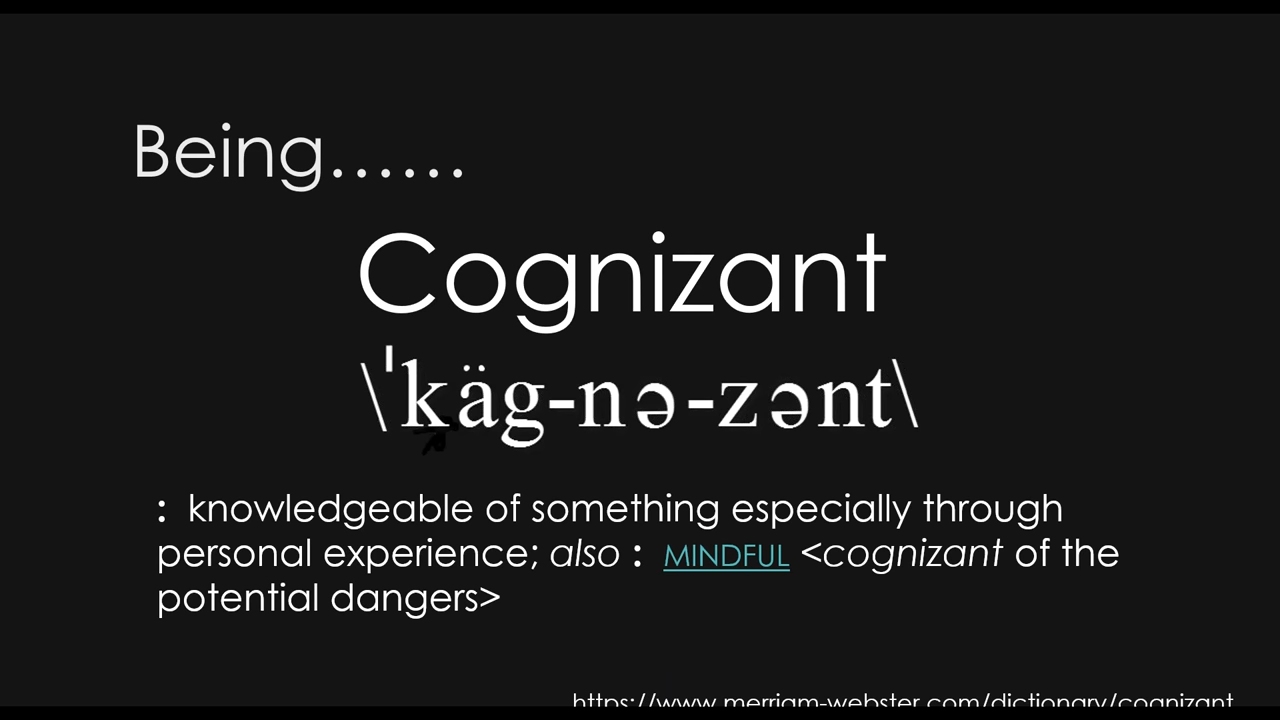 Being......
Cognizant
\ˈkäg-nə-zənt\
: knowledgeable of something especially through
personal experience; also : MINDFUL <cognizant of the
potential dangers>
https://www.merriam-webster.com/dictionary/cognizant